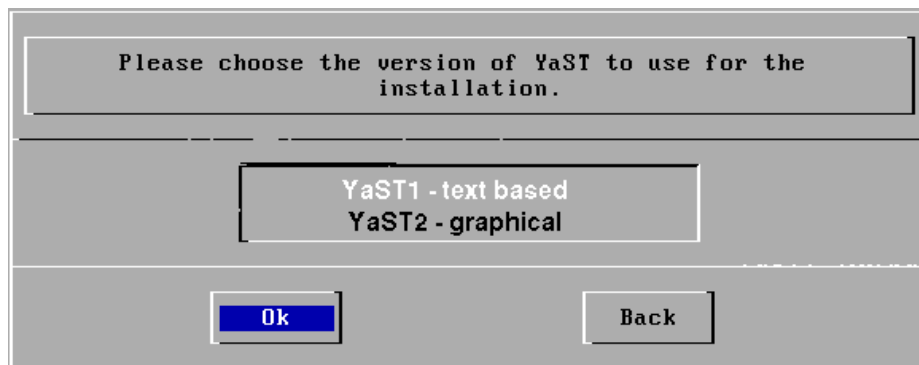 Please choose the version of YaST to use for the
installation.
YaST1 - text based
YaST2 - graphical
Ok
Back